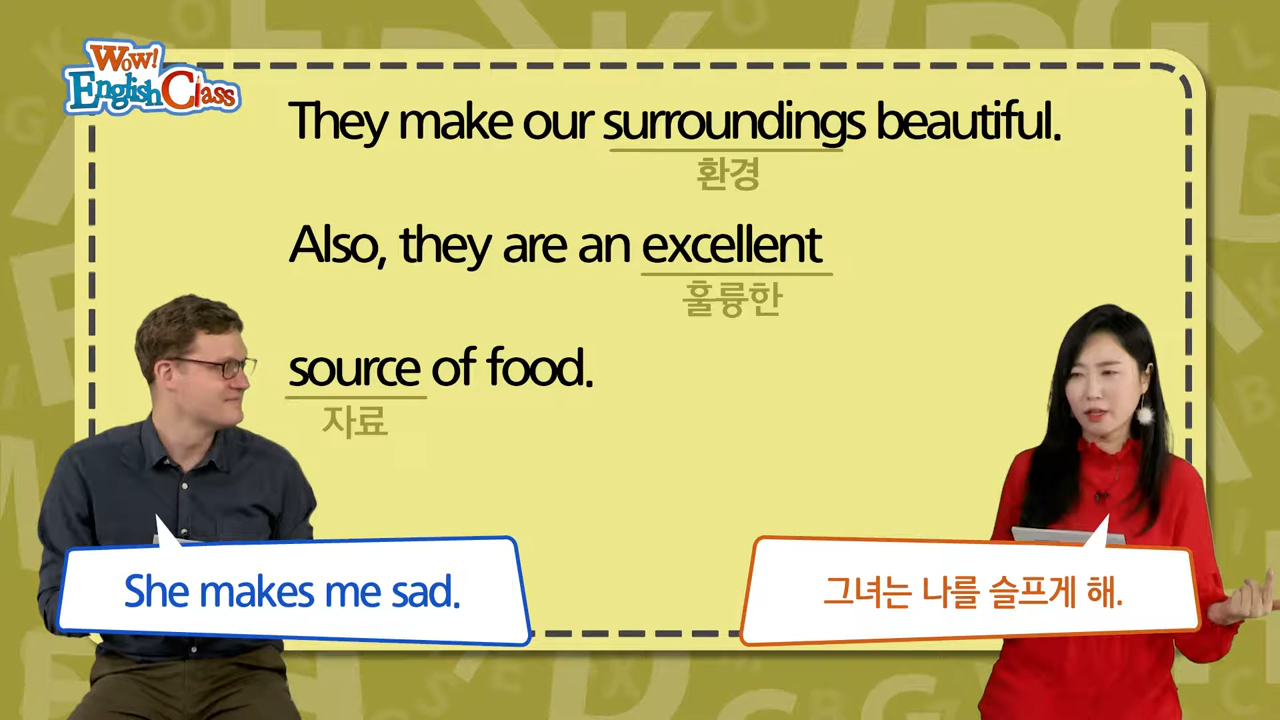 Wow!
English Class
They make our surroundings beautiful.
환경
Also, they are an excellent
훌륭한
source of food.
자료
She makes me sad.
그녀는 나를 슬프게 해.